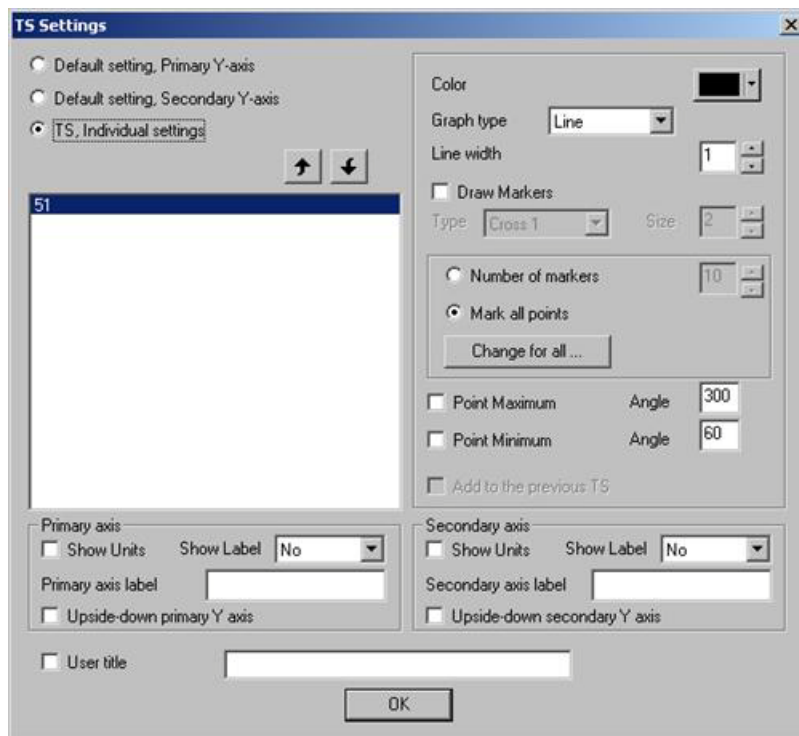 TS Settings
Default setting, Primary Y-axis
Default setting, Secondary Y-axis
TS, Individual settings
51
Color
Graph type Line
Line width 1
Draw Markers
Type Cross 1 Size 2
Number of markers 10
Mark all points
Change for all ...
Point Maximum Angle 300
Point Minimum Angle 60
Add to the previous TS
Primary axis
Show Units Show Label No
Primary axis label
Upside-down primary Y axis
Secondary axis
Show Units Show Label No
Secondary axis label
Upside-down secondary Y axis
User title
OK